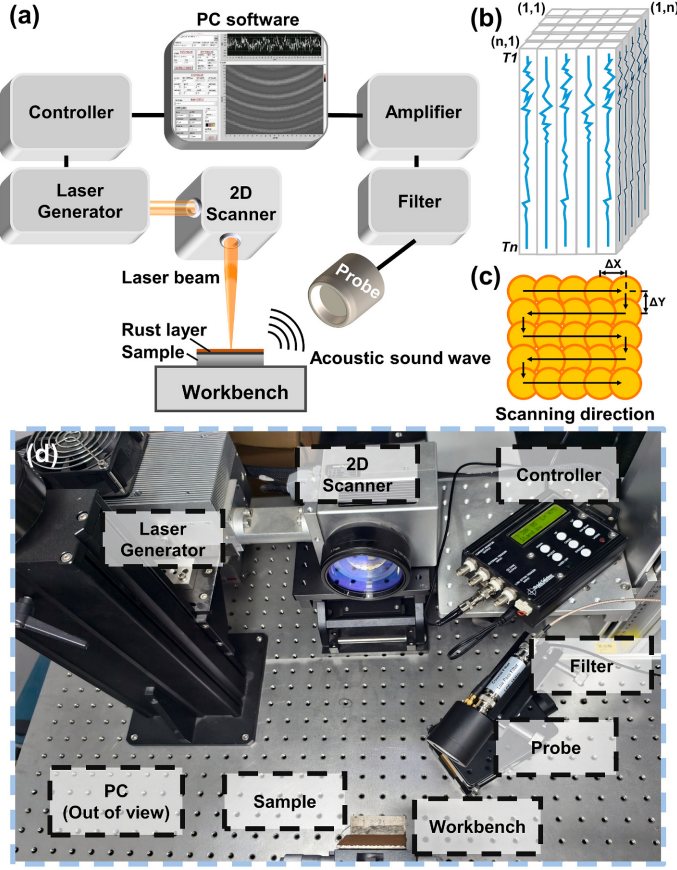 (a)
PC software
Controller
Amplifier
Laser
Generator
2D
Scanner
Filter
Laser beam
Probe
Rust layer
Sample
Acoustic sound wave
Workbench
(b)
(1,1)
(1,n)
(n,1)
T1
Tn
(c)
ΔX
ΔY
Scanning direction
(d)
2D
Scanner
Controller
Laser
Generator
Filter
Probe
PC
(Out of view)
Sample
Workbench